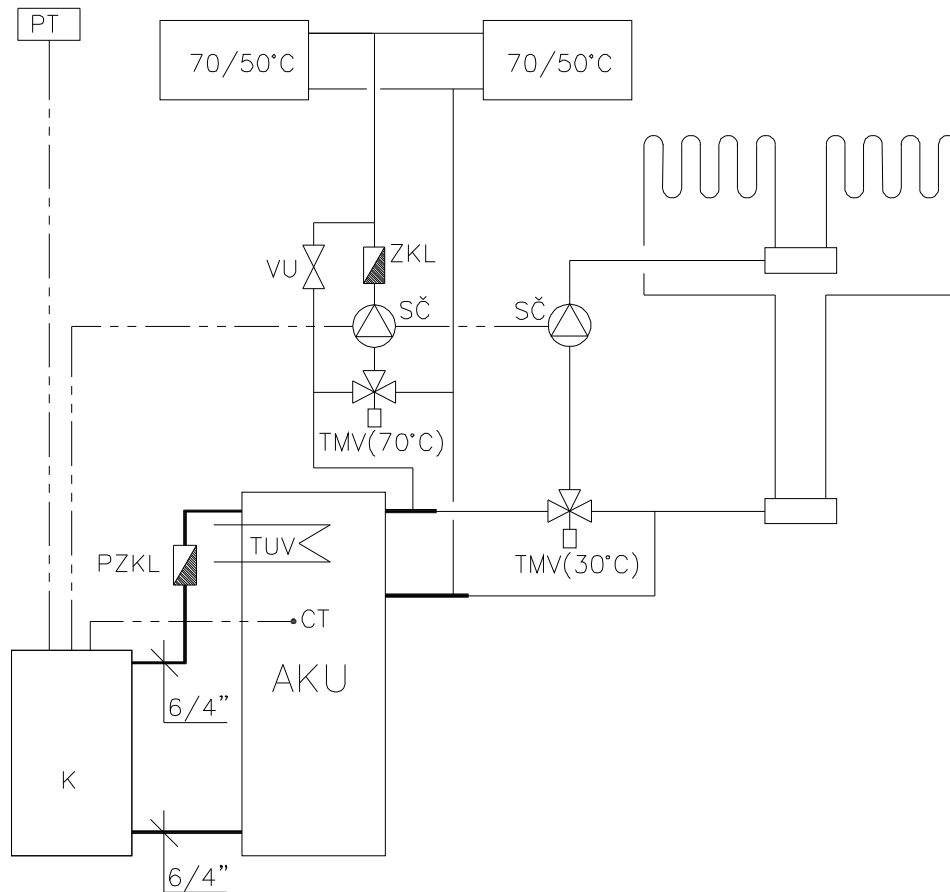 PT
70/50°C
70/50°C
VU
ZKL
SČ
SČ
TMV(70°C)
TUV
PZKL
TMV(30°C)
CT
AKU
6/4”
K
6/4”